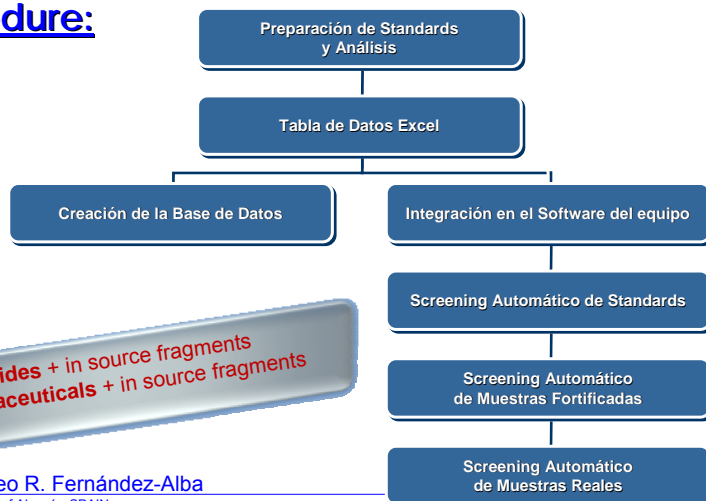 dure:
Preparación de Standards
y Análisis
Tabla de Datos Excel
Creación de la Base de Datos
Integración en el Software del equipo
Screening Automático de Standards
ides + in source fragments
aceuticals + in source fragments
Screening Automático
de Muestras Fortificadas
eo R. Fernández-Alba
Screening Automático
de Muestras Reales